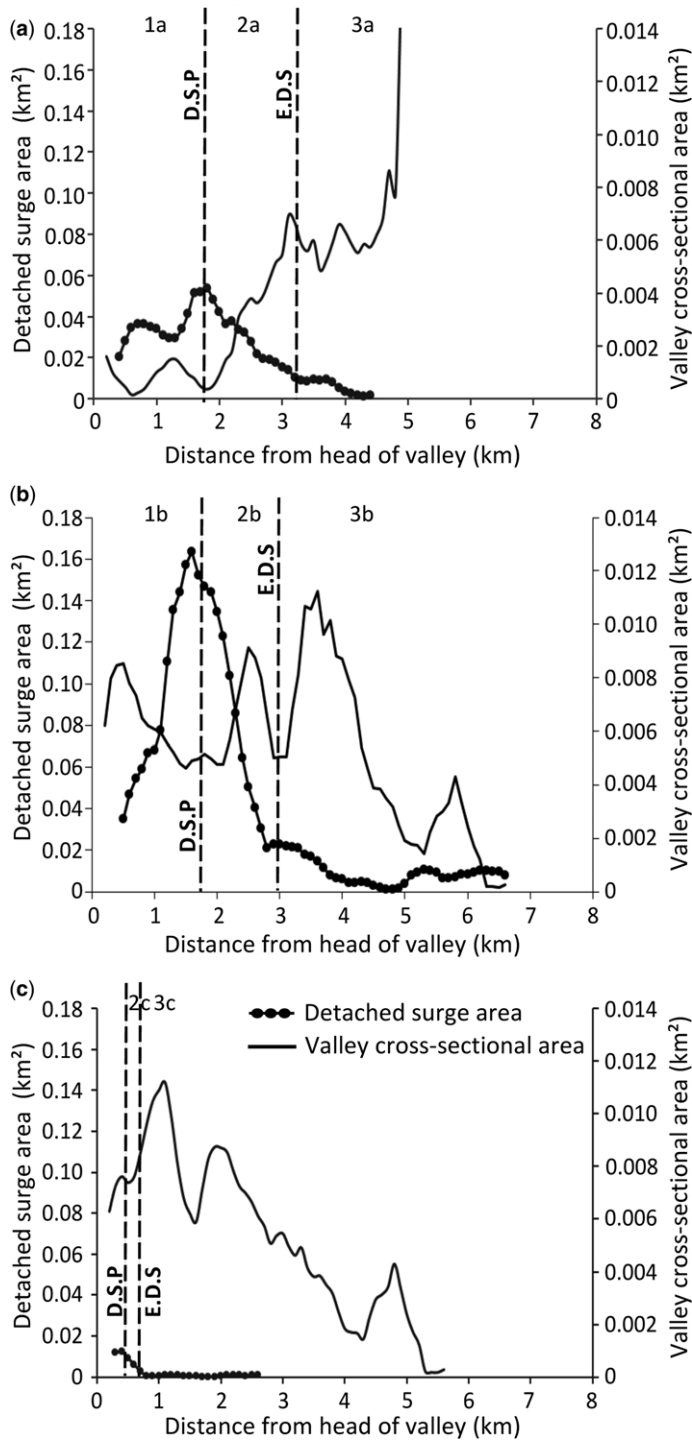 (a)
1a 2a 3a
D.S.P
E.D.S
Detached surge area (km²)
0.18
0.16
0.14
0.12
0.10
0.08
0.06
0.04
0.02
0
Valley cross-sectional area (km²)
0.014
0.012
0.010
0.008
0.006
0.004
0.002
0
0 1 2 3 4 5 6 7 8
Distance from head of valley (km)
(b)
1b 2b 3b
D.S.P
E.D.S
Detached surge area (km²)
0.18
0.16
0.14
0.12
0.10
0.08
0.06
0.04
0.02
0
Valley cross-sectional area (km²)
0.014
0.012
0.010
0.008
0.006
0.004
0.002
0
0 1 2 3 4 5 6 7 8
Distance from head of valley (km)
(c)
2c 3c
D.S.P
E.D.S
Detached surge area
Valley cross-sectional area
Detached surge area (km²)
0.18
0.16
0.14
0.12
0.10
0.08
0.06
0.04
0.02
0
Valley cross-sectional area (km²)
0.014
0.012
0.010
0.008
0.006
0.004
0.002
0
0 1 2 3 4 5 6 7 8
Distance from head of valley (km)